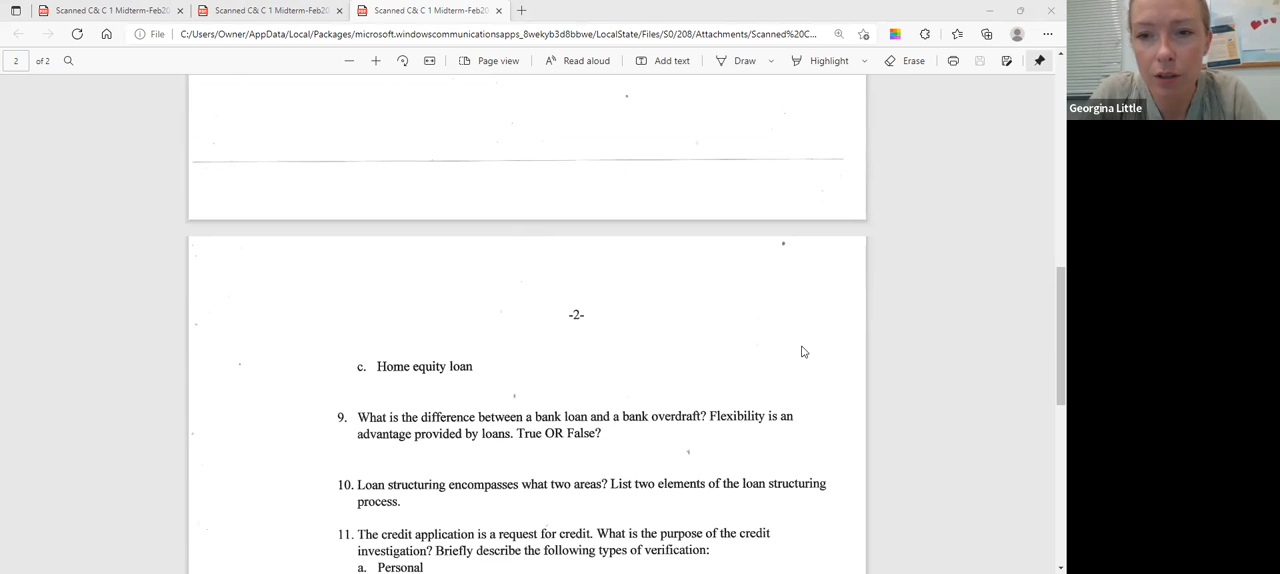 Scanned C& C 1 Midterm-Feb20
Scanned C& C 1 Midterm-Feb20
Scanned C& C 1 Midterm-Feb20
File
C:/Users/Owner/AppData/Local/Packages/microsoft.windowscommunicationsapps_8wekyb3d8bbwe/LocalState/Files/S0/208/Attachments/Scanned%20C...
2 of 2
Page view
Read aloud
Add text
Draw
Highlight
Erase
Georgina Little
-2-
c. Home equity loan
9. What is the difference between a bank loan and a bank overdraft? Flexibility is an
advantage provided by loans. True OR False?
10. Loan structuring encompasses what two areas? List two elements of the loan structuring
process.
11. The credit application is a request for credit. What is the purpose of the credit
investigation? Briefly describe the following types of verification:
a. Personal